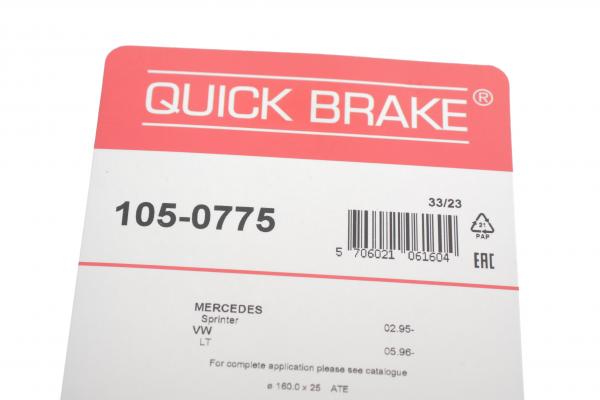 QUICK BRAKE®
105-0775
33/23
5 706021 061604
21
PAP
EAC
MERCEDES
Sprinter 02.95-
VW
LT 05.96-
For complete application please see catalogue
ø 160.0 x 25 ATE